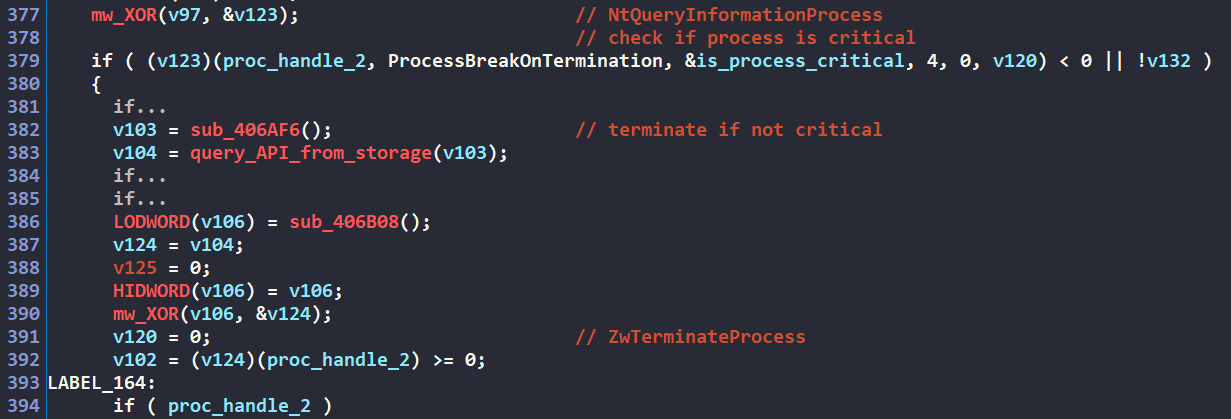 377 mw_XOR(v97, &v123); // NtQueryInformationProcess
378 // check if process is critical
379 if ( (v123)(proc_handle_2, ProcessBreakOnTermination, &is_process_critical, 4, 0, v120) < 0 || !v132 )
380 {
381 if...
382 v103 = sub_406AF6(); // terminate if not critical
383 v104 = query_API_from_storage(v103);
384 if...
385 if...
386 LODWORD(v106) = sub_406B08();
387 v124 = v104;
388 v125 = 0;
389 HIDWORD(v106) = v106;
390 mw_XOR(v106, &v124);
391 v120 = 0; // ZwTerminateProcess
392 v102 = (v124)(proc_handle_2) >= 0;
393 LABEL_164:
394 if ( proc_handle_2 )